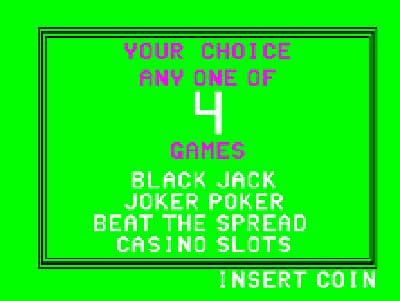 YOUR CHOICE
ANY ONE OF
4
GAMES
BLACK JACK
JOKER POKER
BEAT THE SPREAD
CASINO SLOTS
INSERT COIN